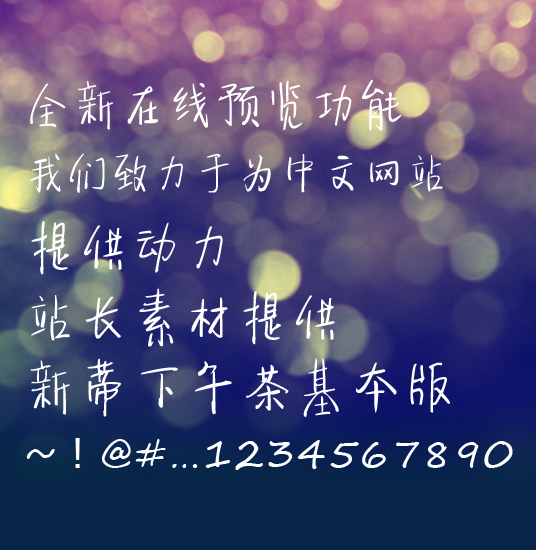 全新在线预览功能
我们致力于为中文网站
提供动力
站长素材提供
新蒂下午茶基本版
~！@#...1234567890